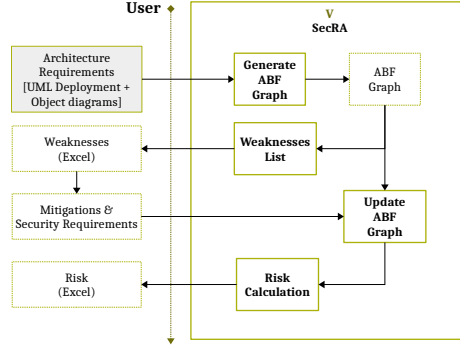 User
V
SecRA
Architecture
Requirements
[UML Deployment +
Object diagrams]
Generate
ABF
Graph
ABF
Graph
Weaknesses
(Excel)
Weaknesses
List
Mitigations &
Security Requirements
Update
ABF
Graph
Risk
(Excel)
Risk
Calculation